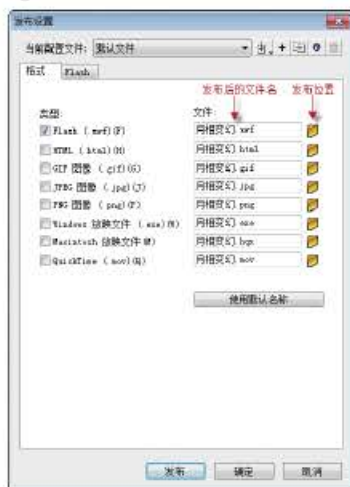 发布设置
当前配置文件: 默认文件
格式 Flash
发布后的文件名 发布位置
类型: 文件:
Flash (.swf)(F) 月相变幻.swf
HTML (.html)(H) 月相变幻.html
GIF 图像 (.gif)(G) 月相变幻.gif
JPEG 图像 (.jpg)(J) 月相变幻.jpg
PNG 图像 (.png)(P) 月相变幻.png
Windows 放映文件 (.exe)(W) 月相变幻.exe
Macintosh 放映文件(M) 月相变幻.hqx
QuickTime (.mov)(Q) 月相变幻.mov
使用默认名称
发布 确定 取消